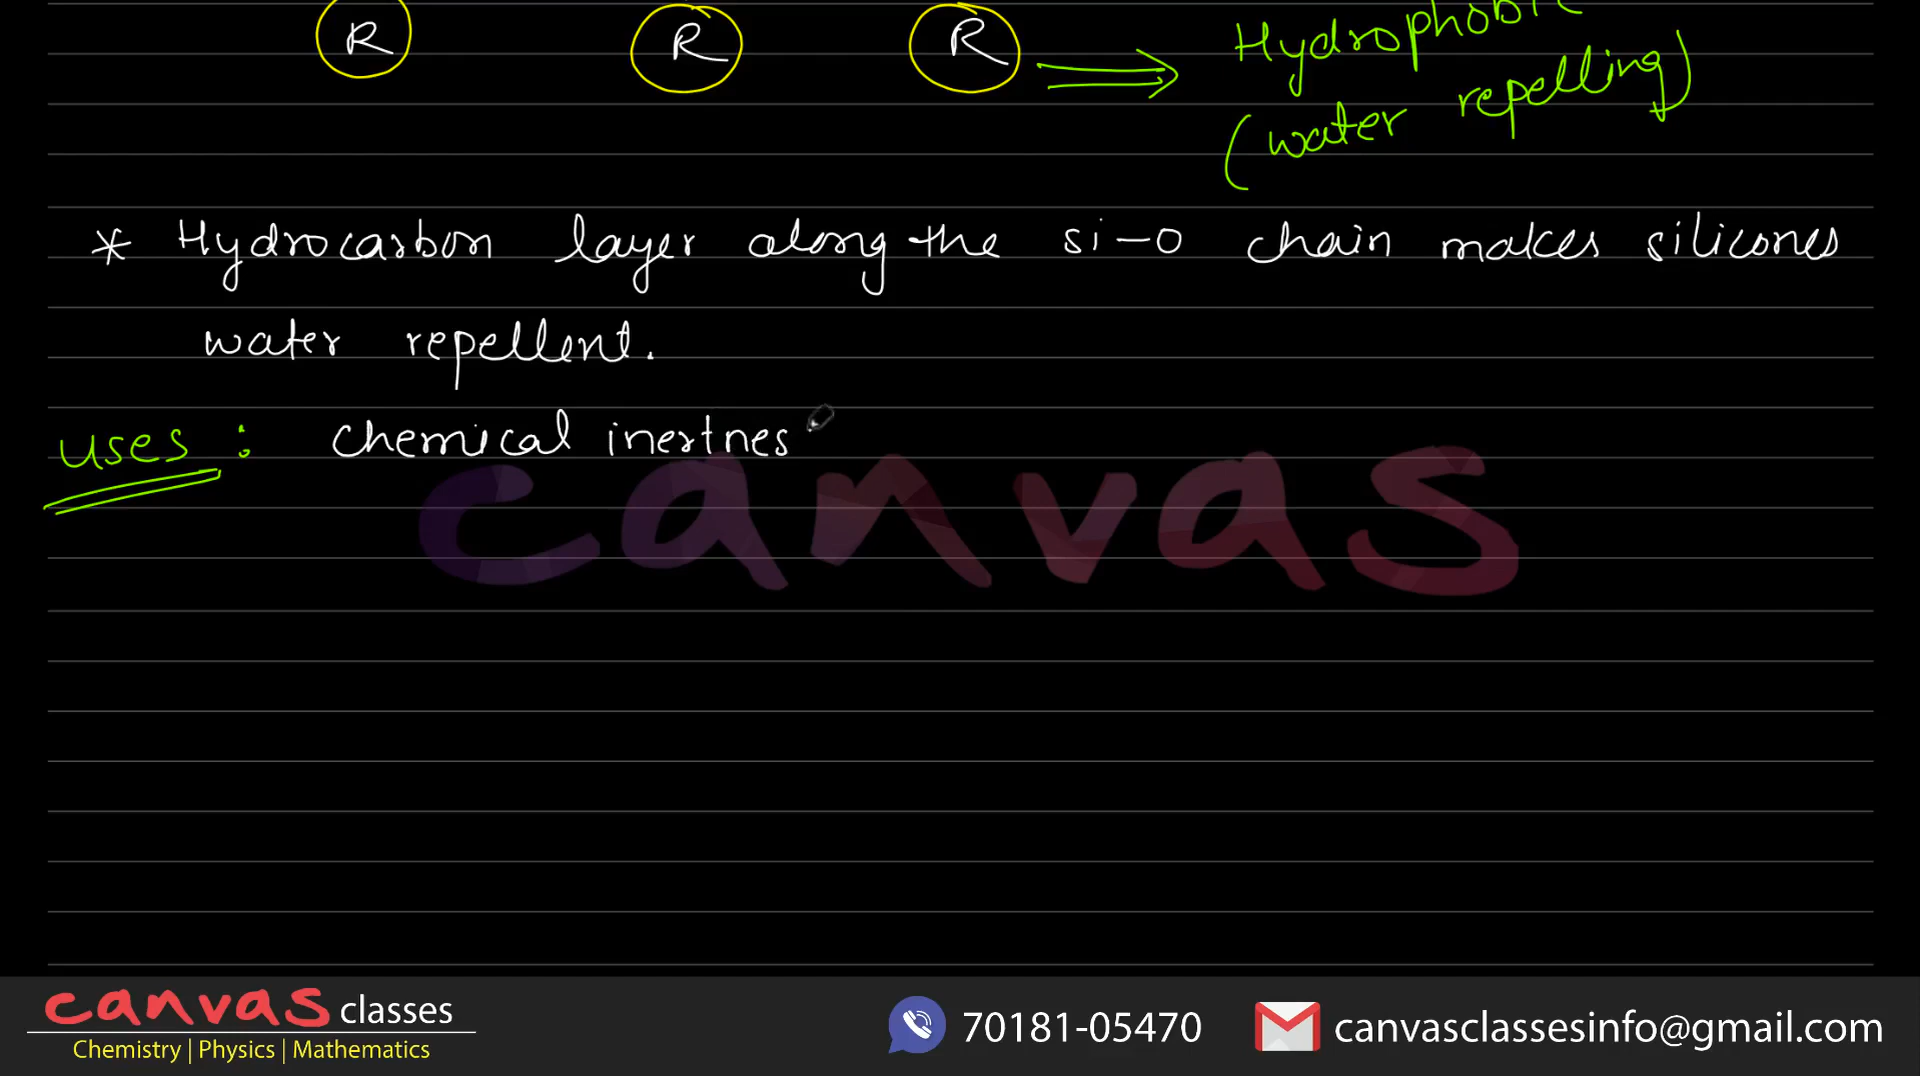 R R R Hydrophobic
(water repelling)
* Hydrocarbon layer along the si-o chain makes silicones
water repellent.
uses : chemical inertnes
canvas
canvas classes
Chemistry | Physics | Mathematics
70181-05470
canvasclassesinfo@gmail.com